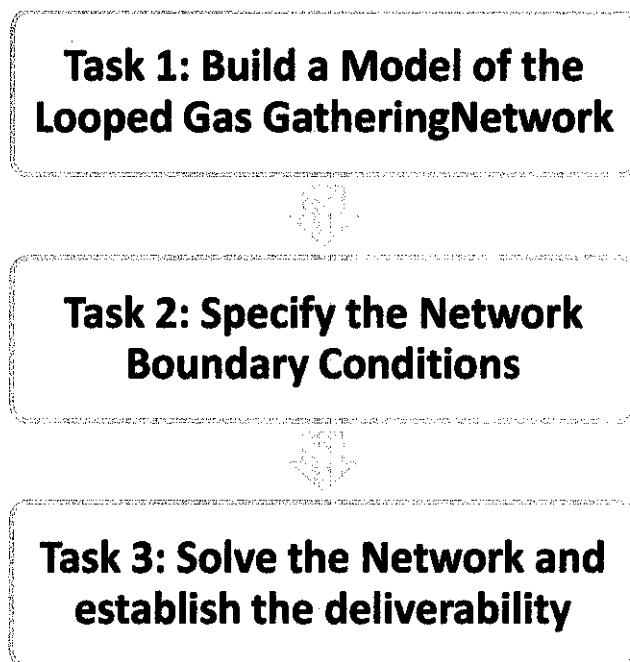 Task 1: Build a Model of the
Looped Gas GatheringNetwork
Task 2: Specify the Network
Boundary Conditions
Task 3: Solve the Network and
establish the deliverability